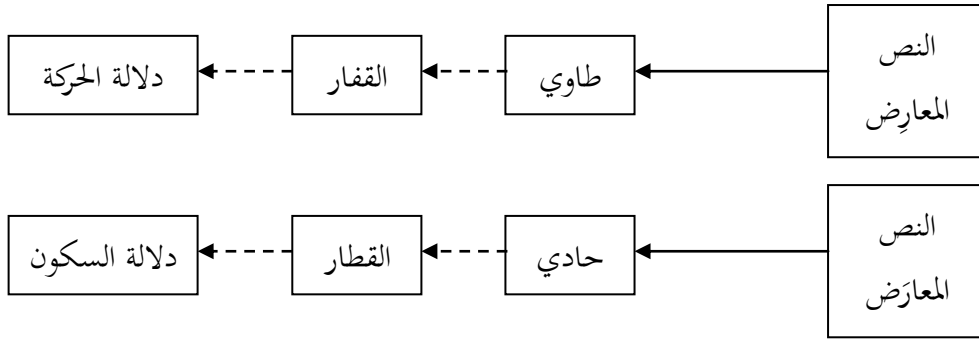 النص
المعارِض
طاوي
القفار
دلالة الحركة
النص
المعارَض
حادي
القطار
دلالة السكون